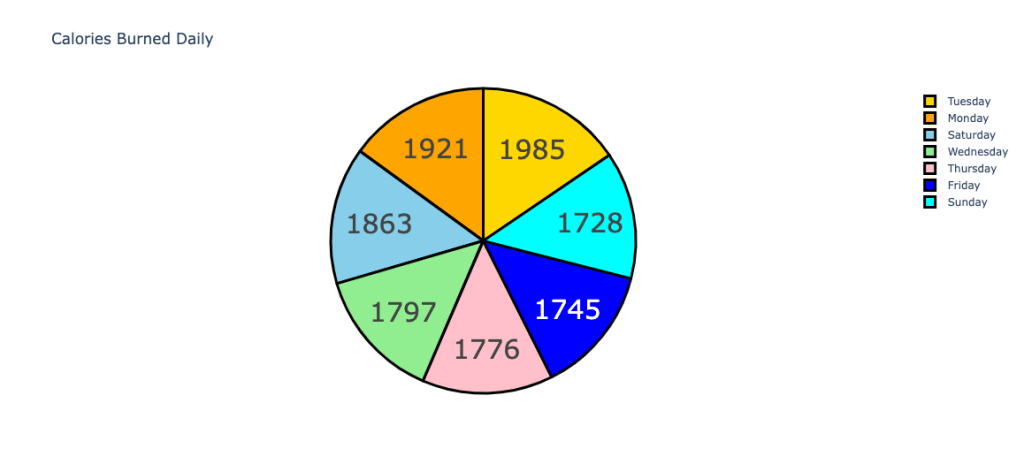 Calories Burned Daily
1921
1985
1863
1728
1797
1745
1776
Tuesday
Monday
Saturday
Wednesday
Thursday
Friday
Sunday